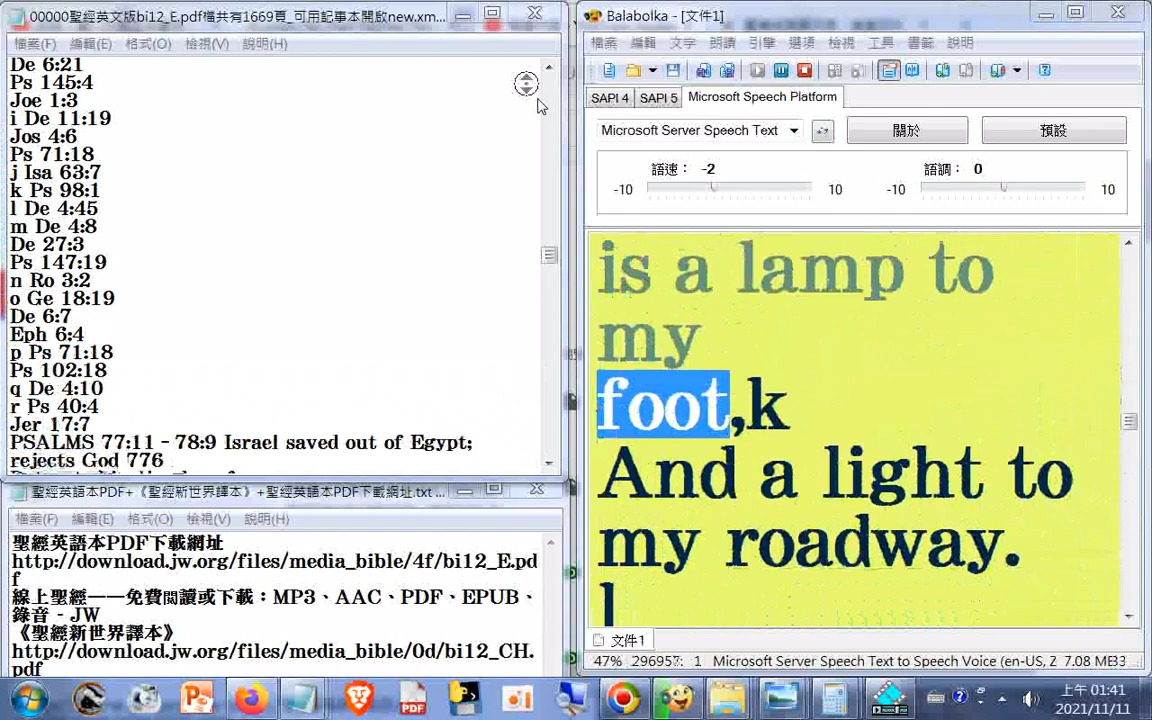 00000聖經英文版bi12_E.pdf檔共有1669頁_可用記事本開啟new.xm...
檔案(F) 編輯(E) 格式(O) 檢視(V) 說明(H)
De 6:21
Ps 145:4
Joe 1:3
i De 11:19
Jos 4:6
Ps 71:18
j Isa 63:7
k Ps 98:1
l De 4:45
m De 4:8
De 27:3
Ps 147:19
n Ro 3:2
o Ge 18:19
De 6:7
Eph 6:4
p Ps 71:18
Ps 102:18
q De 4:10
r Ps 40:4
Jer 17:7
PSALMS 77:11 – 78:9 Israel saved out of Egypt;
rejects God 776
聖經英語本PDF+《聖經新世界譯本》+聖經英語本PDF下載網址.txt ...
檔案(F) 編輯(E) 格式(O) 檢視(V) 說明(H)
聖經英語本PDF下載網址
http://download.jw.org/files/media_bible/4f/bi12_E.pd
f
線上聖經——免費閱讀或下載：MP3、AAC、PDF、EPUB、
錄音 - JW
《聖經新世界譯本》
http://download.jw.org/files/media_bible/0d/bi12_CH.
pdf
Balabolka - [文件1]
檔案 編輯 文字 朗讀 引擎 選項 檢視 工具 書籤 說明
SAPI 4 SAPI 5 Microsoft Speech Platform
Microsoft Server Speech Text 關於 預設
語速： -2 語調： 0
-10 10 -10 10
is a lamp to
my
foot,k
And a light to
my roadway.
l
文件1
47% 296957: 1 Microsoft Server Speech Text to Speech Voice (en-US, Z 7.08 MB
上午 01:41
2021/11/11